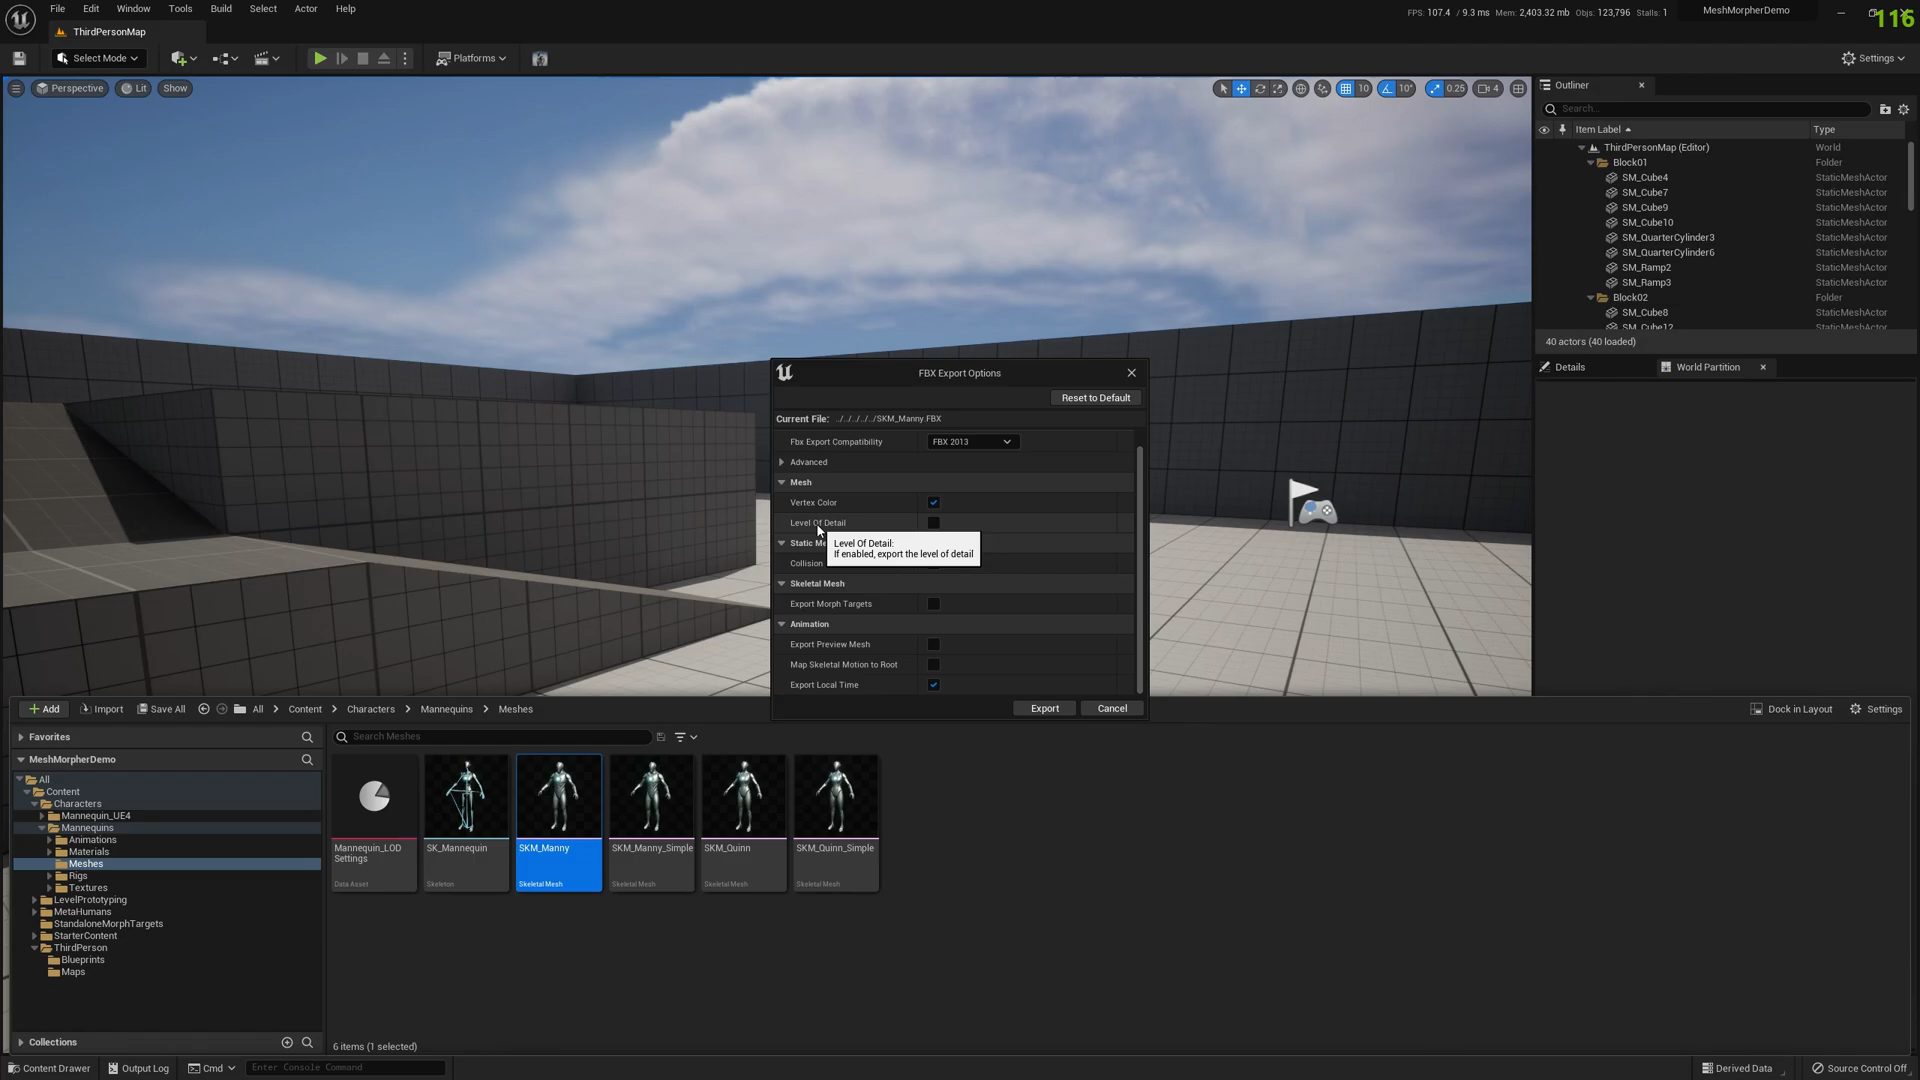 File Edit Window Tools Build Select Actor Help
FPS: 107.4 / 9.3 ms Mem: 2,403.32 mb Objs: 123,796 Stalls: 1 MeshMorpherDemo
116
ThirdPersonMap
Select Mode Platforms Settings
Perspective Lit Show
10 10° 0.25 4
Outliner
Search...
Item Label Type
ThirdPersonMap (Editor) World
Block01 Folder
SM_Cube4 StaticMeshActor
SM_Cube7 StaticMeshActor
SM_Cube9 StaticMeshActor
SM_Cube10 StaticMeshActor
SM_QuarterCylinder3 StaticMeshActor
SM_QuarterCylinder6 StaticMeshActor
SM_Ramp2 StaticMeshActor
SM_Ramp3 StaticMeshActor
Block02 Folder
SM_Cube8 StaticMeshActor
SM_Cube12 StaticMeshActor
40 actors (40 loaded)
Details World Partition
FBX Export Options
Reset to Default
Current File: ../../../../../SKM_Manny.FBX
Fbx Export Compatibility FBX 2013
Advanced
Mesh
Vertex Color
Level Of Detail
Level Of Detail:
If enabled, export the level of detail
Static Me
Collision
Skeletal Mesh
Export Morph Targets
Animation
Export Preview Mesh
Map Skeletal Motion to Root
Export Local Time
Export Cancel
Add Import Save All All Content Characters Mannequins Meshes
Dock in Layout Settings
Favorites
MeshMorpherDemo
All
Content
Characters
Mannequin_UE4
Mannequins
Animations
Materials
Meshes
Rigs
Textures
LevelPrototyping
MetaHumans
StandaloneMorphTargets
StarterContent
ThirdPerson
Blueprints
Maps
Collections
Search Meshes
Mannequin_LOD
Settings
Data Asset
SK_Mannequin
Skeleton
SKM_Manny
Skeletal Mesh
SKM_Manny_Simple
Skeletal Mesh
SKM_Quinn
Skeletal Mesh
SKM_Quinn_Simple
Skeletal Mesh
6 items (1 selected)
Content Drawer Output Log Cmd Enter Console Command
Derived Data Source Control Off